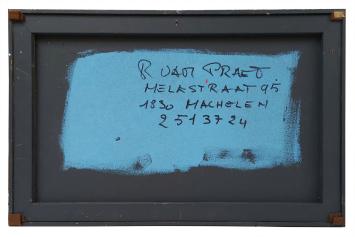 R VAN PRAET
MELKSTRAAT 95
1830 MACHELEN
2513724